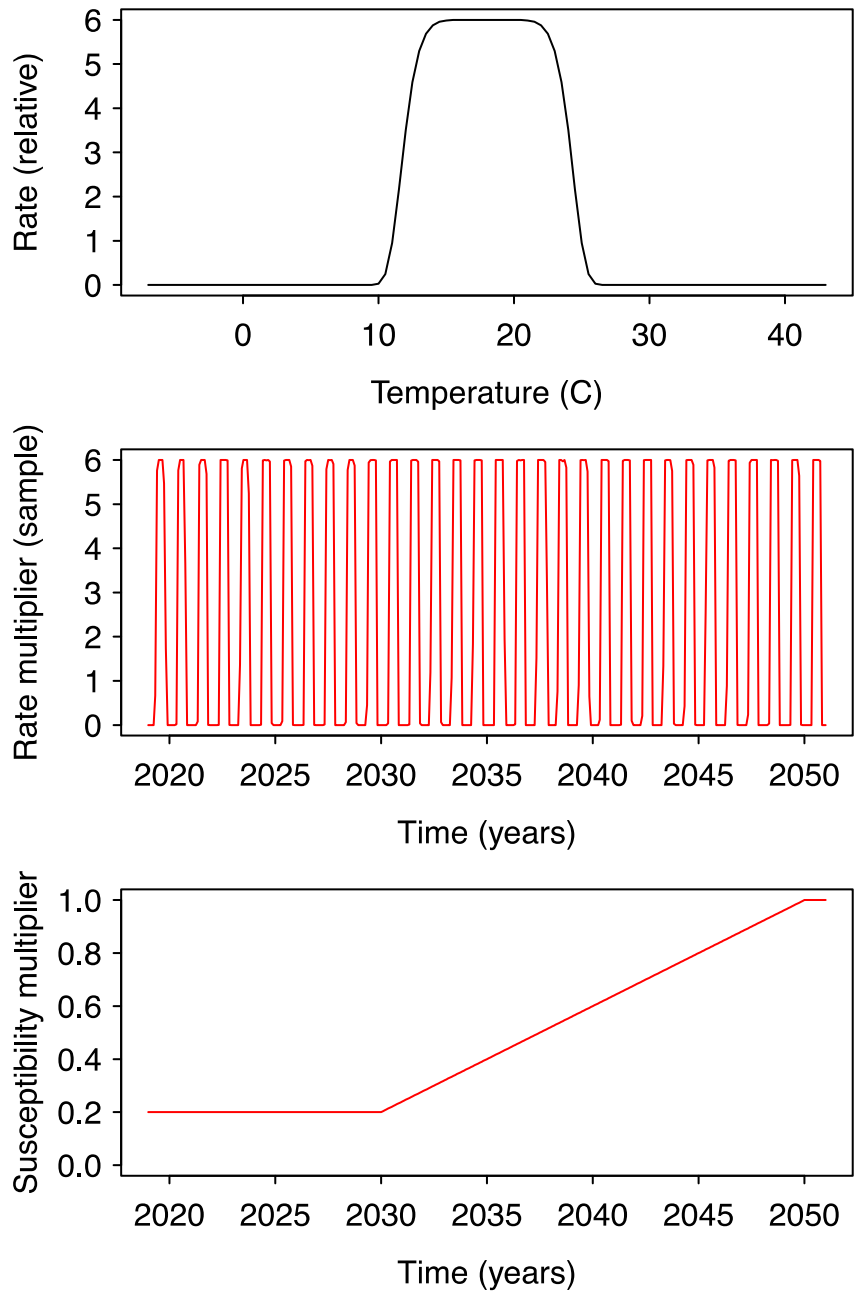 Rate (relative)
6
5
4
3
2
1
0
0 10 20 30 40
Temperature (C)
Rate multiplier (sample)
6
5
4
3
2
1
0
2020 2025 2030 2035 2040 2045 2050
Time (years)
Susceptibility multiplier
1.0
0.8
0.6
0.4
0.2
0.0
2020 2025 2030 2035 2040 2045 2050
Time (years)